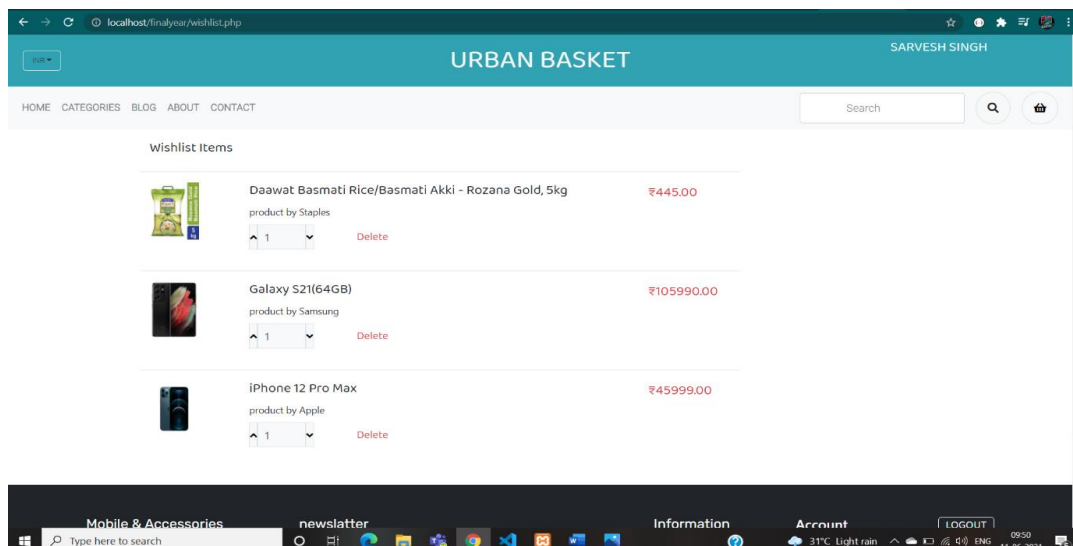 localhost/finalyear/wishlist.php
INR
URBAN BASKET
SARVESH SINGH
HOME CATEGORIES BLOG ABOUT CONTACT
Search
Wishlist Items
Daawat Basmati Rice/Basmati Akki - Rozana Gold, 5kg
₹445.00
product by Staples
1
Delete
Galaxy S21(64GB)
₹105990.00
product by Samsung
1
Delete
iPhone 12 Pro Max
₹45999.00
product by Apple
1
Delete
Mobile & Accessories
newslatter
Information
Account
LOGOUT
Type here to search
31°C Light rain
ENG
09:50